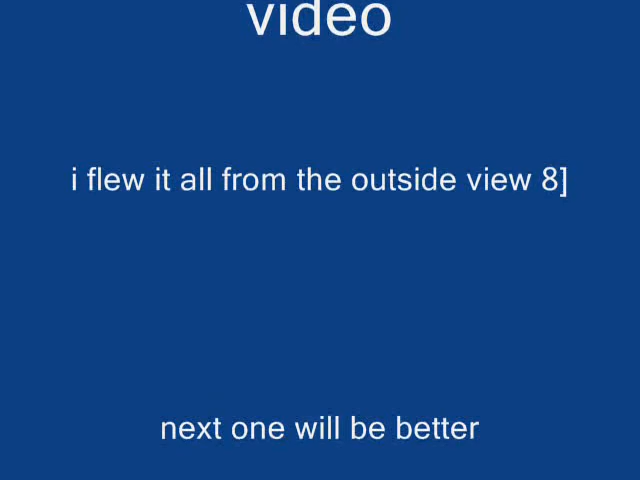 video
i flew it all from the outside view 8]
next one will be better